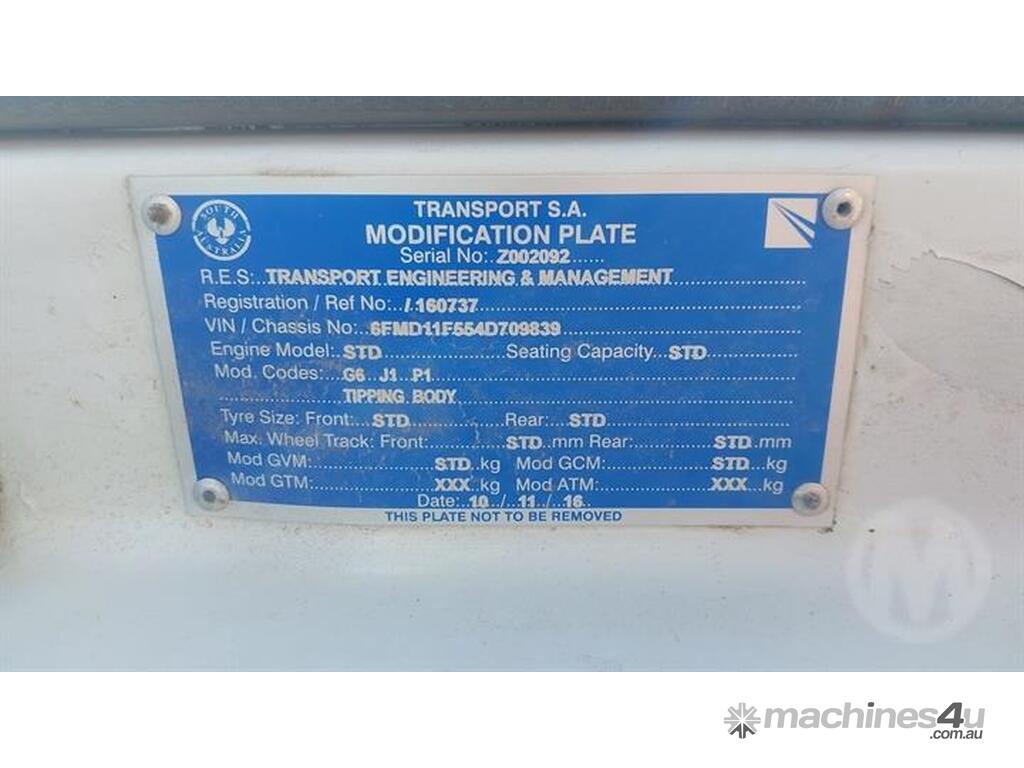 SOUTH AUSTRALIA
TRANSPORT S.A.
MODIFICATION PLATE
Serial No: Z002092
R.E.S: TRANSPORT ENGINEERING & MANAGEMENT
Registration / Ref No: / 160737
VIN / Chassis No: 6FMD11F554D709839
Engine Model: STD Seating Capacity STD
Mod. Codes: G6 J1 P1
TIPPING BODY
Tyre Size: Front: STD Rear: STD
Max. Wheel Track: Front: STD mm Rear: STD mm
Mod GVM: STD kg Mod GCM: STD kg
Mod GTM: XXX kg Mod ATM: XXX kg
Date: 10 / 11 / 16
THIS PLATE NOT TO BE REMOVED
M
machines4u
.com.au